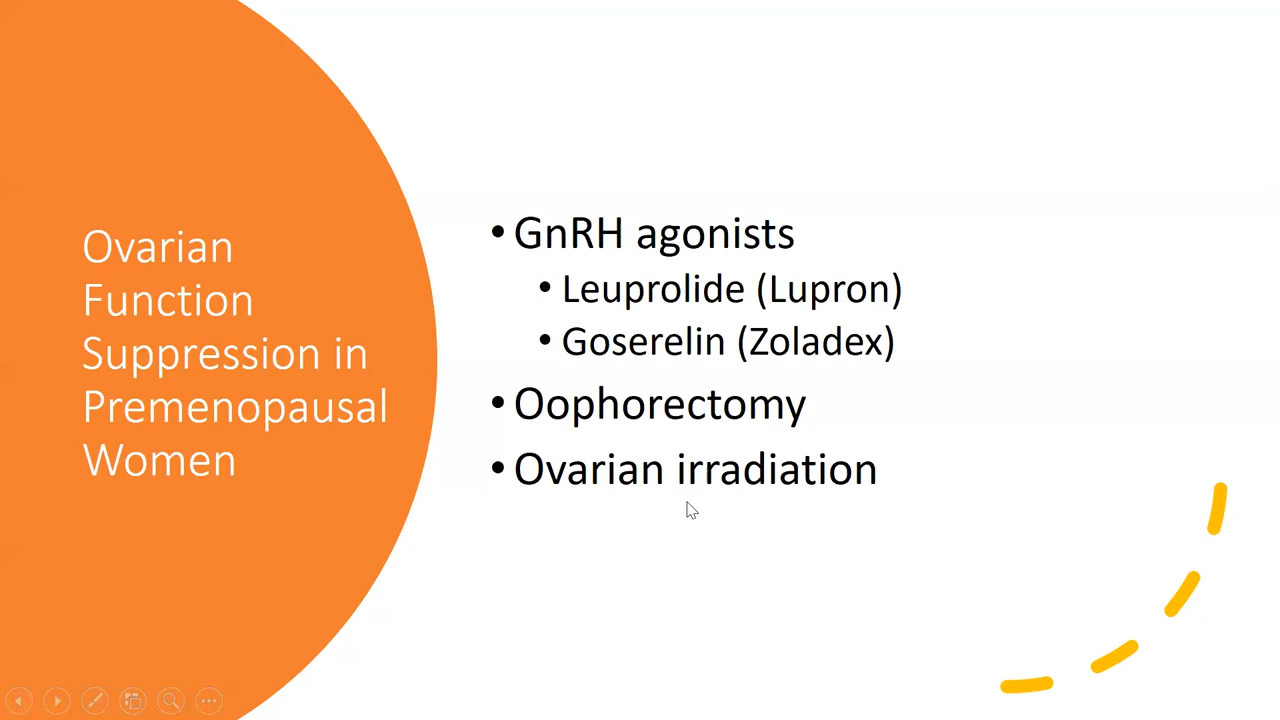 Ovarian
Function
Suppression in
Premenopausal
Women
• GnRH agonists
• Leuprolide (Lupron)
• Goserelin (Zoladex)
• Oophorectomy
• Ovarian irradiation